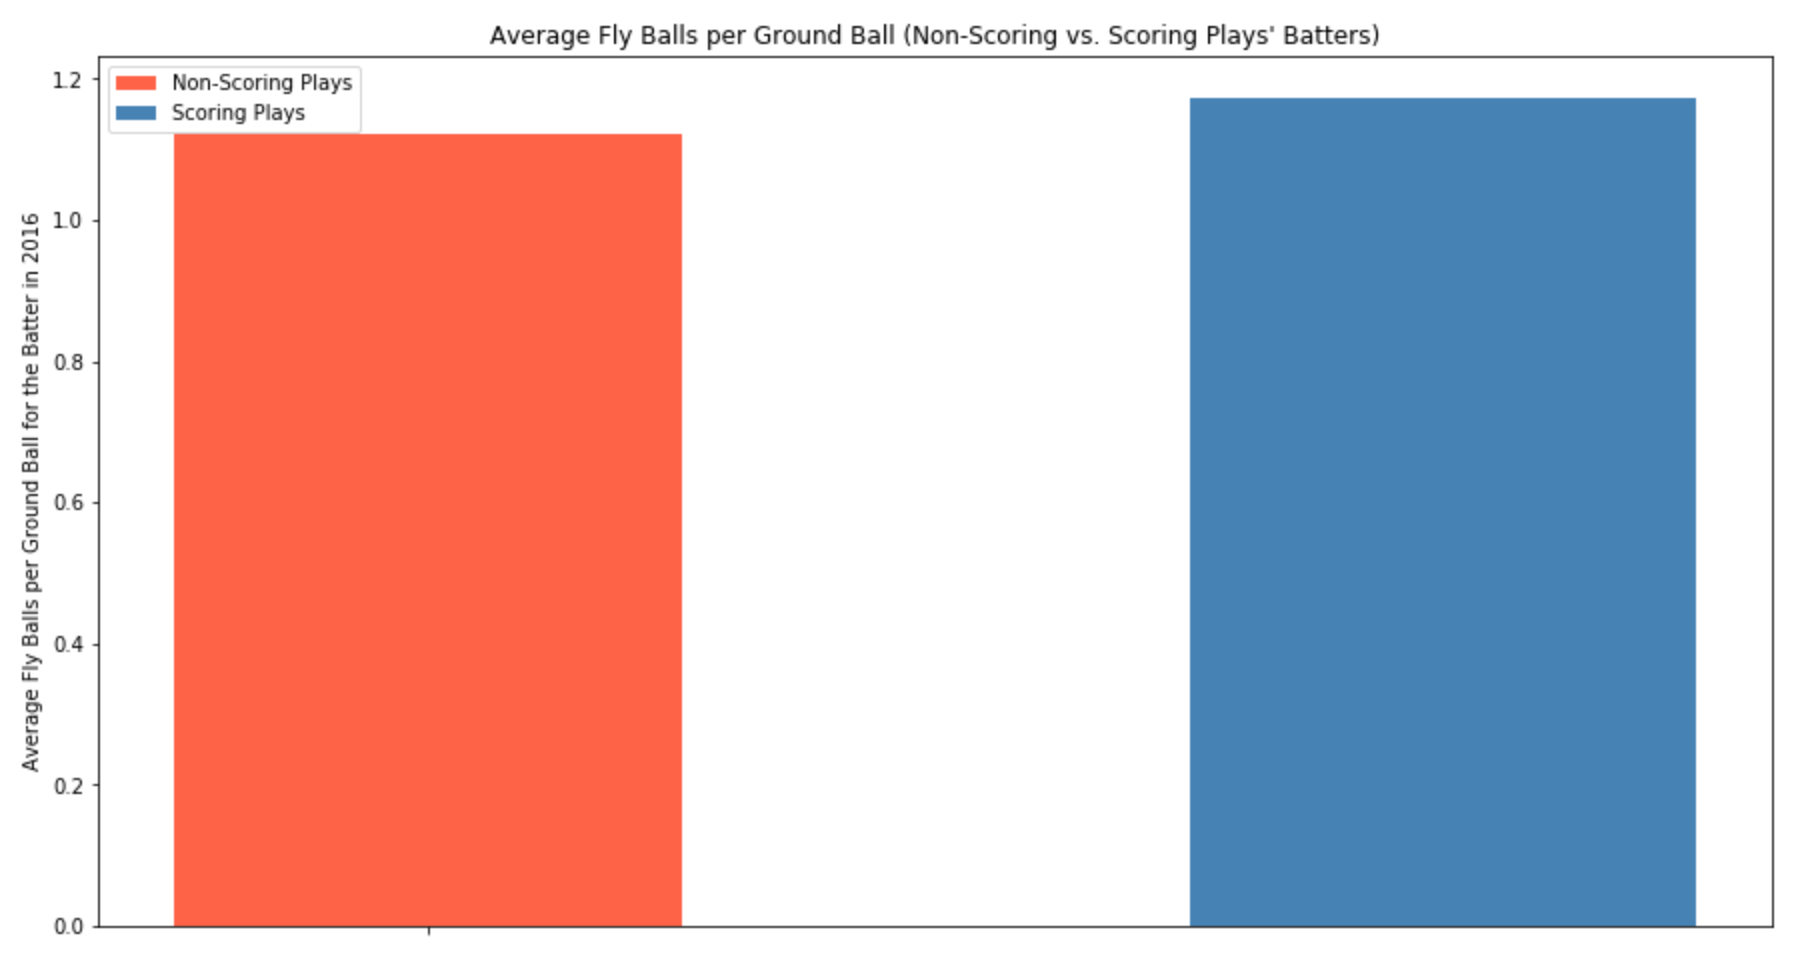 Average Fly Balls per Ground Ball (Non-Scoring vs. Scoring Plays' Batters)
Non-Scoring Plays
Scoring Plays
Average Fly Balls per Ground Ball for the Batter in 2016
1.2
1.0
0.8
0.6
0.4
0.2
0.0